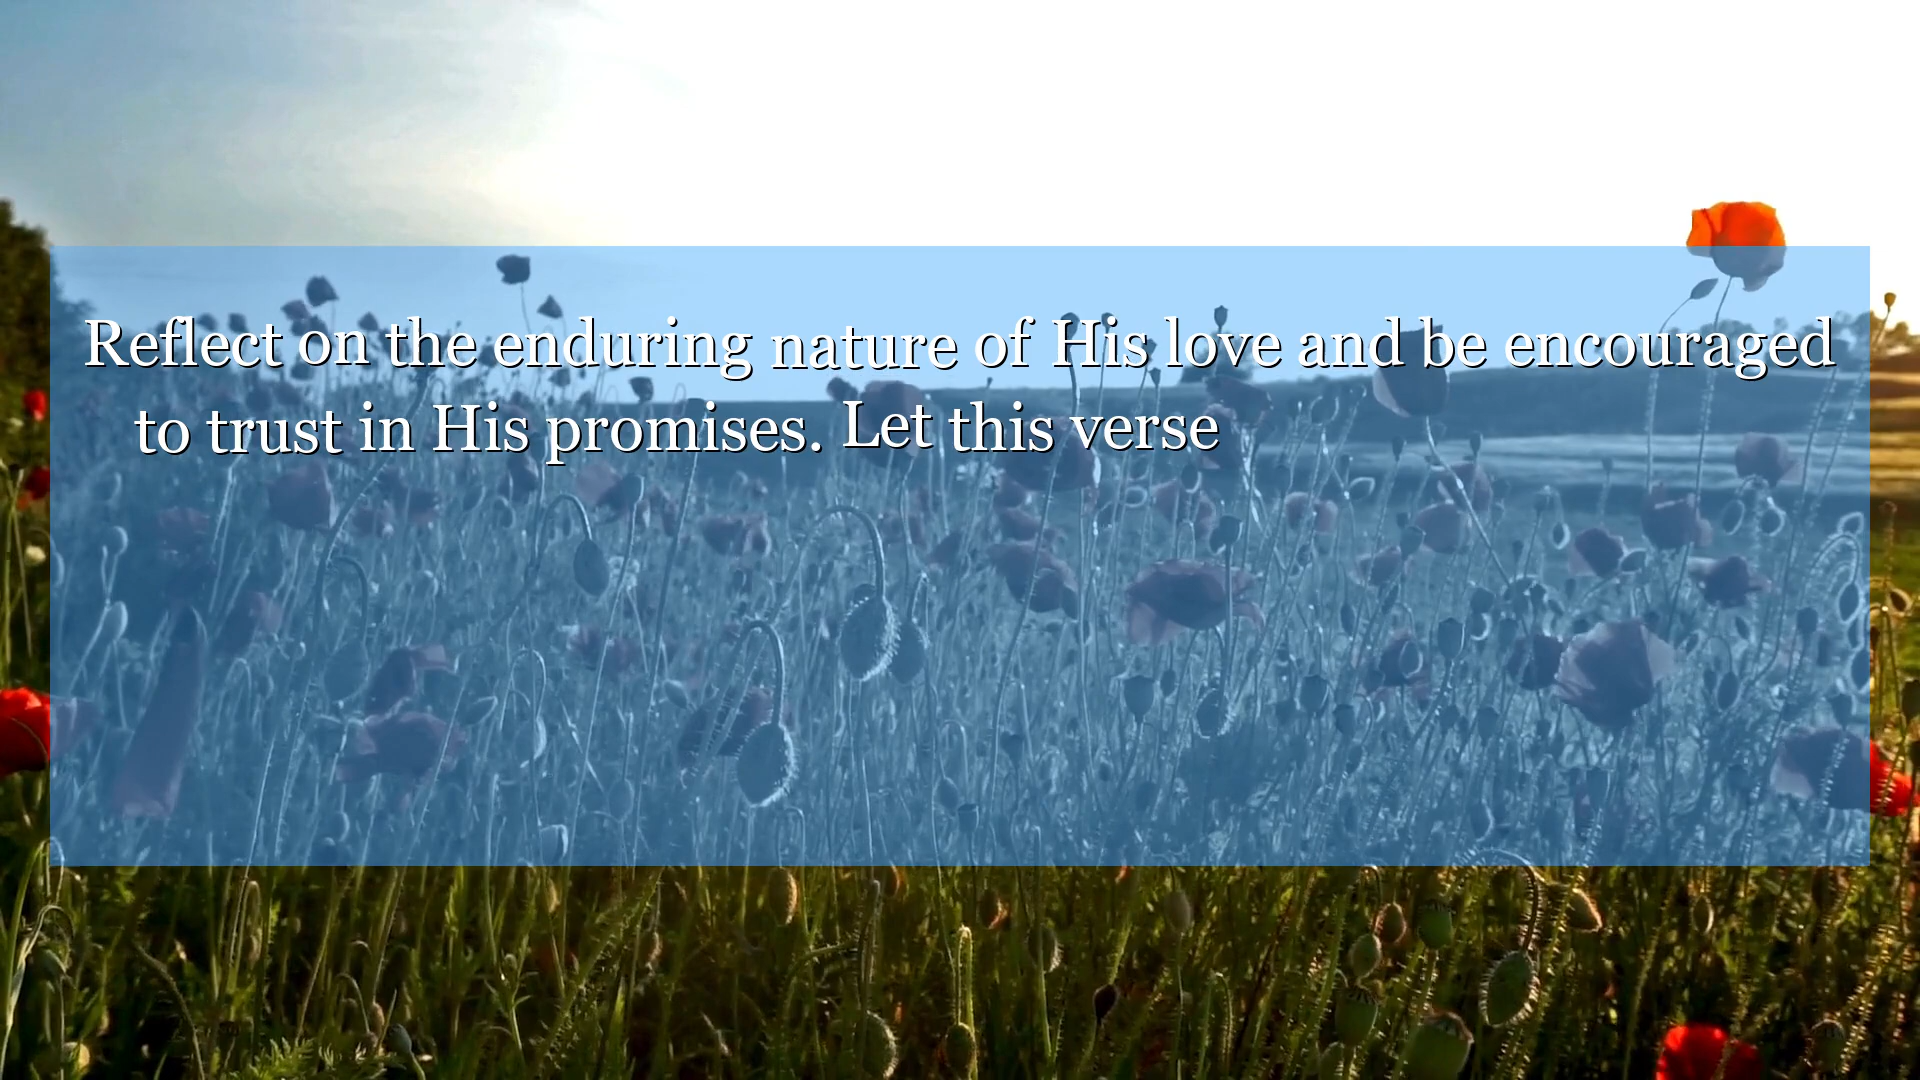 Reflect on the enduring nature of His love and be encouraged
to trust in His promises. Let this verse